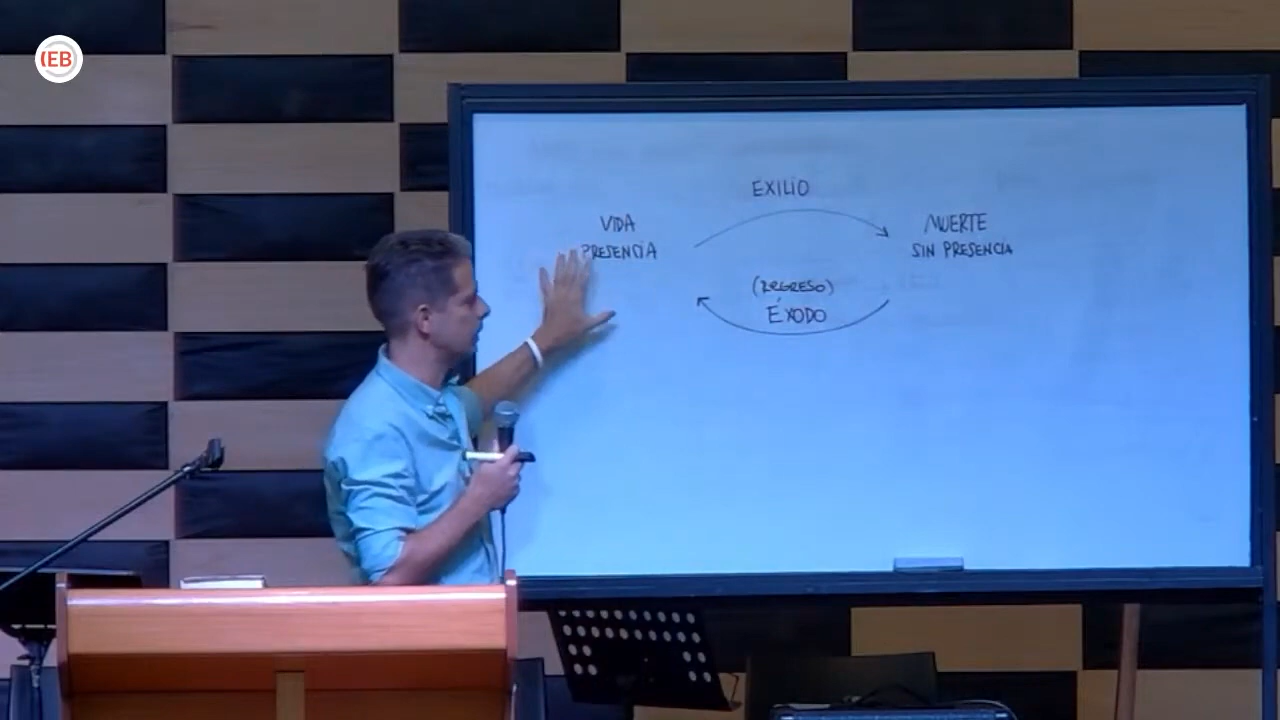 IEB
EXILIO
VIDA
PRESENCIA
MUERTE
SIN PRESENCIA
(REGRESO)
ÉXODO